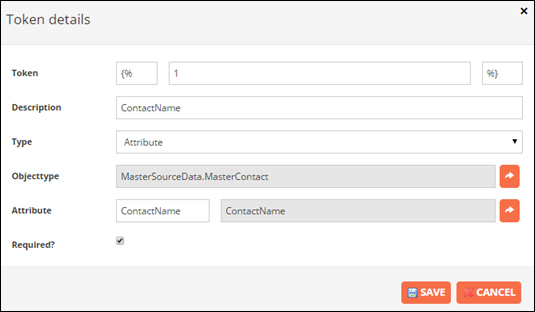 Token details ×
Token {% 1 %}
Description ContactName
Type Attribute
Objecttype MasterSourceData.MasterContact
Attribute ContactName ContactName
Required?
SAVE CANCEL